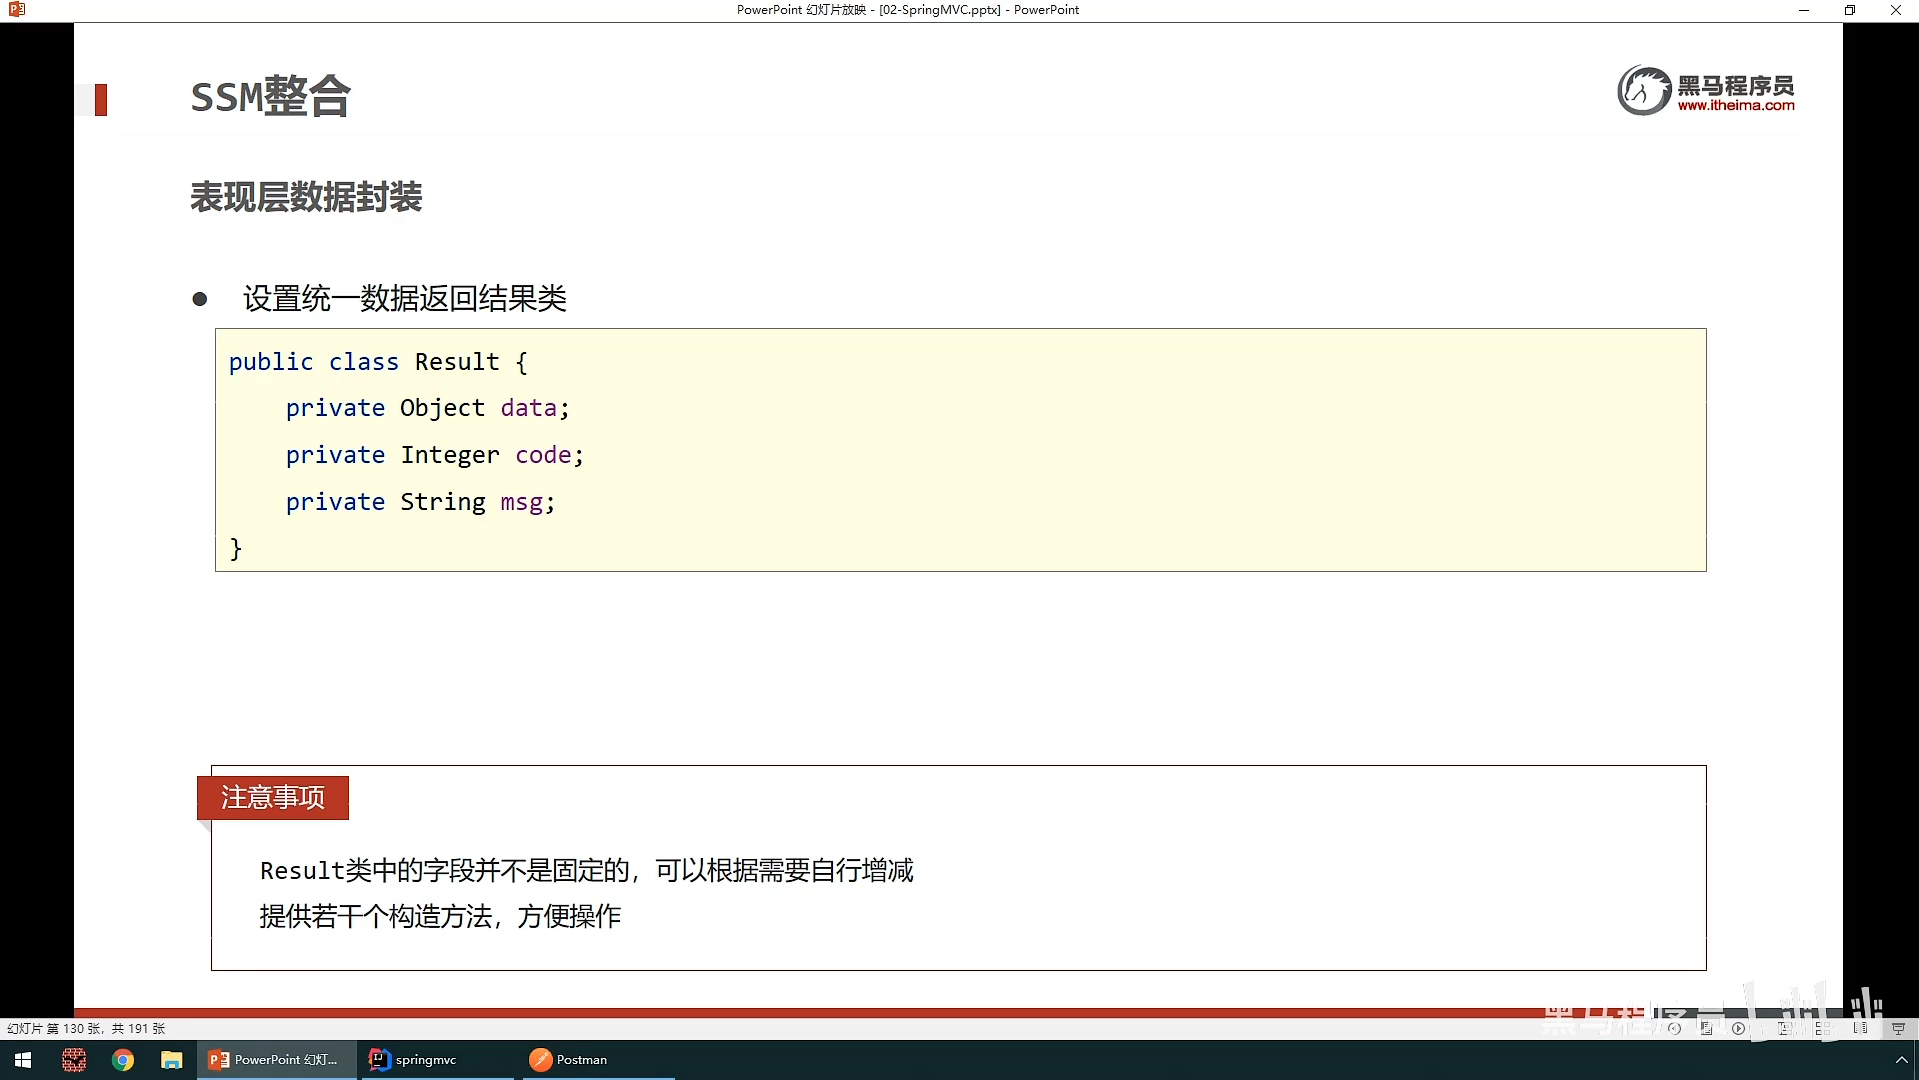 PowerPoint 幻灯片放映 - [02-SpringMVC.pptx] - PowerPoint
SSM整合
黑马程序员
www.itheima.com
表现层数据封装
● 设置统一数据返回结果类
public class Result {
    private Object data;
    private Integer code;
    private String msg;
}
注意事项
Result类中的字段并不是固定的，可以根据需要自行增减
提供若干个构造方法，方便操作
黑马程序员
幻灯片 第 130 张，共 191 张
PowerPoint 幻灯...
springmvc
Postman